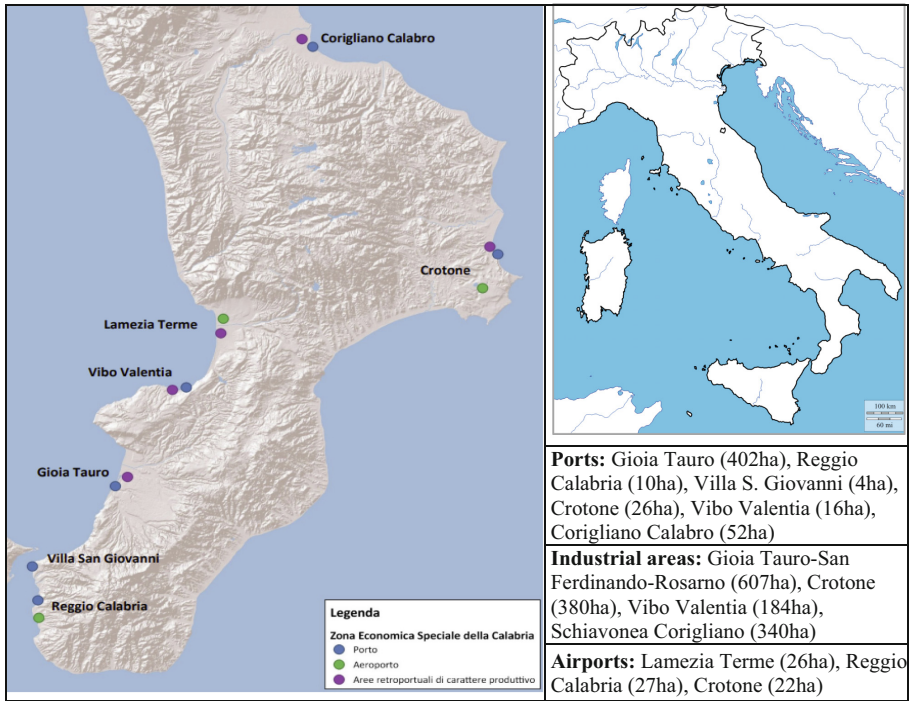 Corigliano Calabro
Crotone
Lamezia Terme
Vibo Valentia
Gioia Tauro
Villa San Giovanni
Reggio Calabria
Legenda
Zona Economica Speciale della Calabria
Porto
Aeroporto
Aree retroportuali di carattere produttivo
100 km
60 mi
Ports: Gioia Tauro (402ha), Reggio
Calabria (10ha), Villa S. Giovanni (4ha),
Crotone (26ha), Vibo Valentia (16ha),
Corigliano Calabro (52ha)
Industrial areas: Gioia Tauro-San
Ferdinando-Rosarno (607ha), Crotone
(380ha), Vibo Valentia (184ha),
Schiavonea Corigliano (340ha)
Airports: Lamezia Terme (26ha), Reggio
Calabria (27ha), Crotone (22ha)